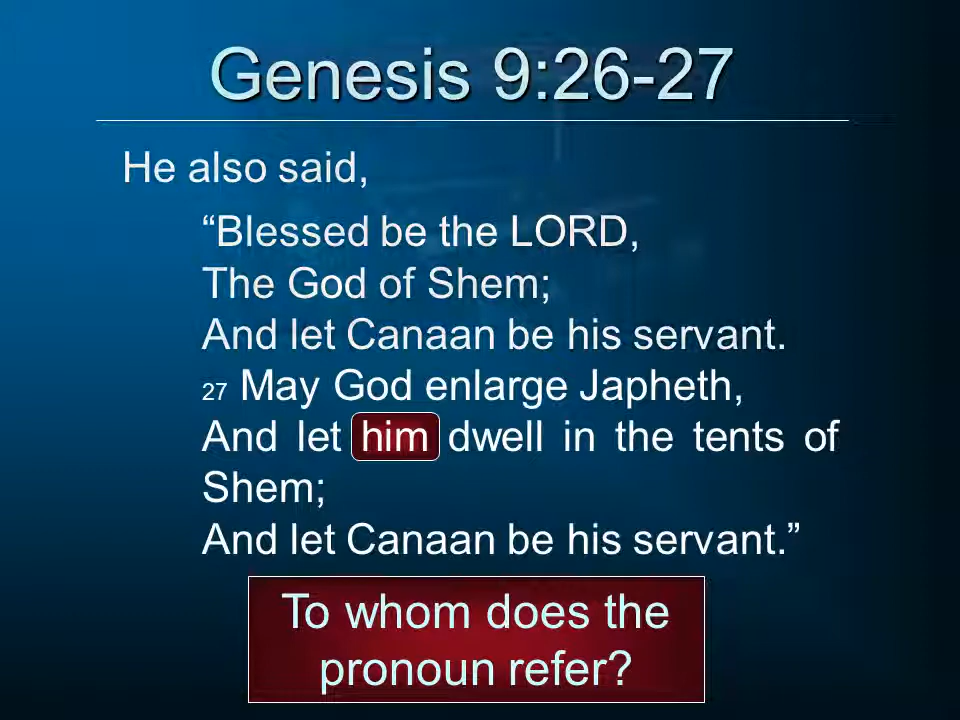 Genesis 9:26-27
He also said,
“Blessed be the LORD,
The God of Shem;
And let Canaan be his servant.
27 May God enlarge Japheth,
And let him dwell in the tents of
Shem;
And let Canaan be his servant.”
To whom does the
pronoun refer?